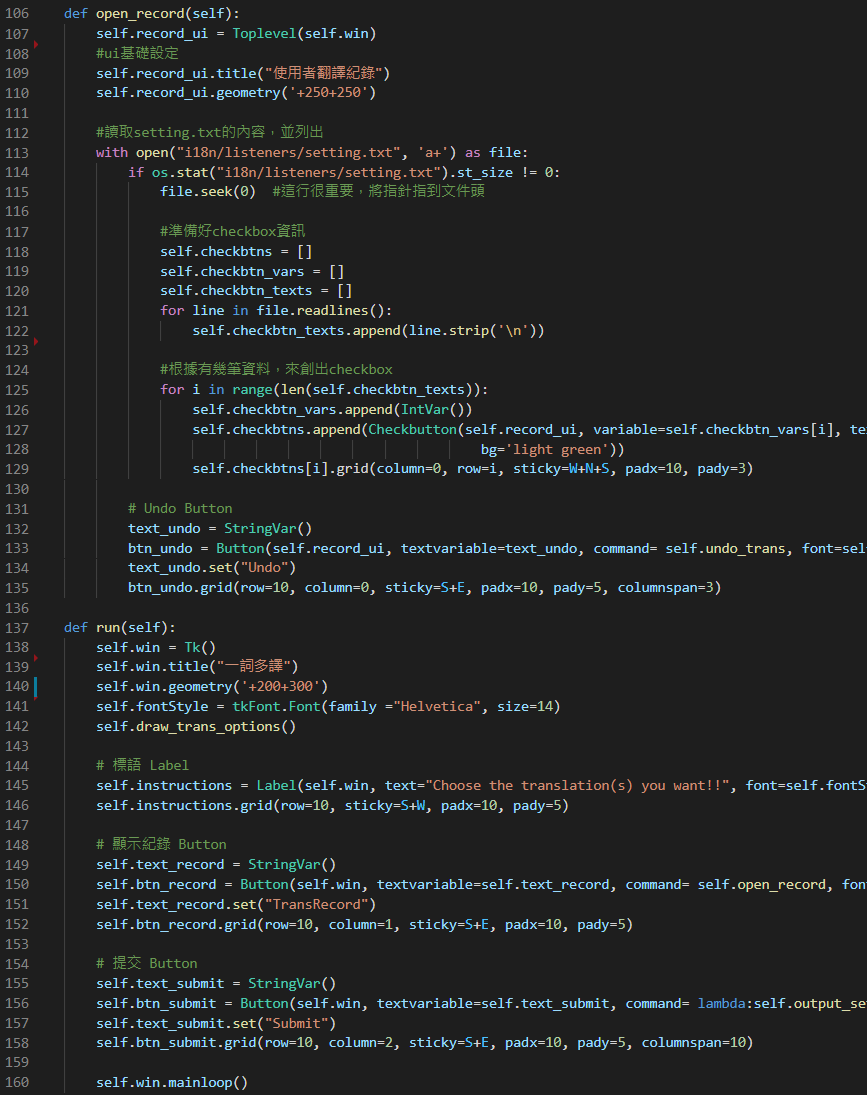 106 def open_record(self):
107 self.record_ui = Toplevel(self.win)
108 #ui基礎設定
109 self.record_ui.title("使用者翻譯紀錄")
110 self.record_ui.geometry('+250+250')
111
112 #讀取setting.txt的內容，並列出
113 with open("i18n/listeners/setting.txt", 'a+') as file:
114 if os.stat("i18n/listeners/setting.txt").st_size != 0:
115 file.seek(0)  #這行很重要，將指針指到文件頭
116
117 #準備好checkbox資訊
118 self.checkbtns = []
119 self.checkbtn_vars = []
120 self.checkbtn_texts = []
121 for line in file.readlines():
122 self.checkbtn_texts.append(line.strip('\n'))
123
124 #根據有幾筆資料，來創出checkbox
125 for i in range(len(self.checkbtn_texts)):
126 self.checkbtn_vars.append(IntVar())
127 self.checkbtns.append(Checkbutton(self.record_ui, variable=self.checkbtn_vars[i], te
128 bg='light green'))
129 self.checkbtns[i].grid(column=0, row=i, sticky=W+N+S, padx=10, pady=3)
130
131 # Undo Button
132 text_undo = StringVar()
133 btn_undo = Button(self.record_ui, textvariable=text_undo, command= self.undo_trans, font=sel
134 text_undo.set("Undo")
135 btn_undo.grid(row=10, column=0, sticky=S+E, padx=10, pady=5, columnspan=3)
136
137 def run(self):
138 self.win = Tk()
139 self.win.title("一詞多譯")
140 self.win.geometry('+200+300')
141 self.fontStyle = tkFont.Font(family ="Helvetica", size=14)
142 self.draw_trans_options()
143
144 # 標語 Label
145 self.instructions = Label(self.win, text="Choose the translation(s) you want!!", font=self.fontSt
146 self.instructions.grid(row=10, sticky=S+W, padx=10, pady=5)
147
148 # 顯示紀錄 Button
149 self.text_record = StringVar()
150 self.btn_record = Button(self.win, textvariable=self.text_record, command= self.open_record, fon
151 self.text_record.set("TransRecord")
152 self.btn_record.grid(row=10, column=1, sticky=S+E, padx=10, pady=5)
153
154 # 提交 Button
155 self.text_submit = StringVar()
156 self.btn_submit = Button(self.win, textvariable=self.text_submit, command= lambda:self.output_se
157 self.text_submit.set("Submit")
158 self.btn_submit.grid(row=10, column=2, sticky=S+E, padx=10, pady=5, columnspan=10)
159
160 self.win.mainloop()